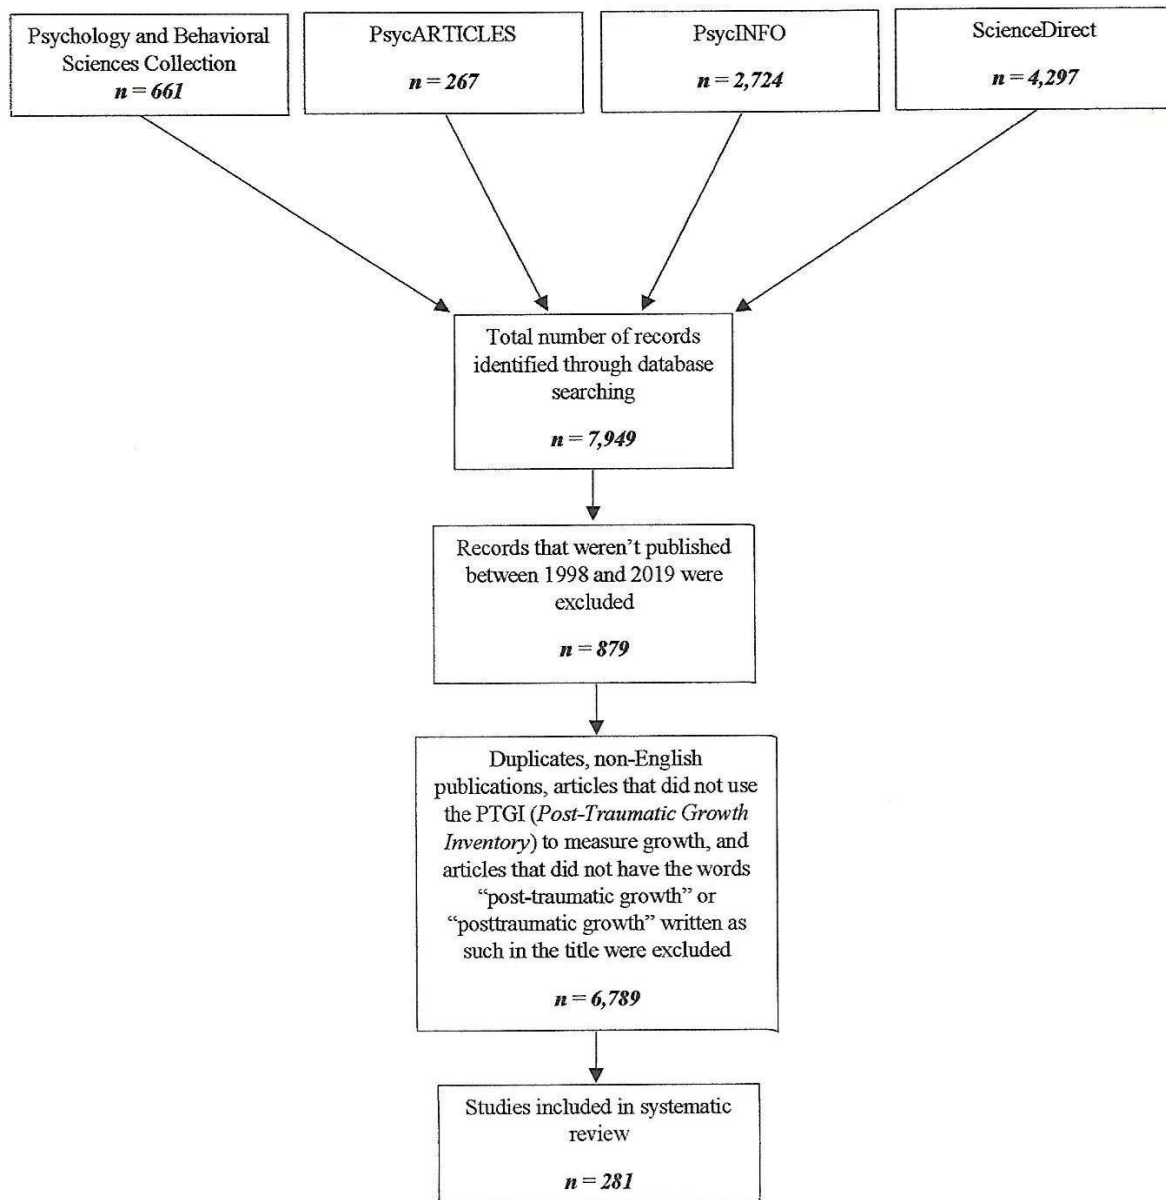 Psychology and Behavioral
Sciences Collection
n = 661
PsycARTICLES
n = 267
PsycINFO
n = 2,724
ScienceDirect
n = 4,297
Total number of records
identified through database
searching
n = 7,949
Records that weren't published
between 1998 and 2019 were
excluded
n = 879
Duplicates, non-English
publications, articles that did not use
the PTGI (Post-Traumatic Growth
Inventory) to measure growth, and
articles that did not have the words
“post-traumatic growth” or
“posttraumatic growth” written as
such in the title were excluded
n = 6,789
Studies included in systematic
review
n = 281